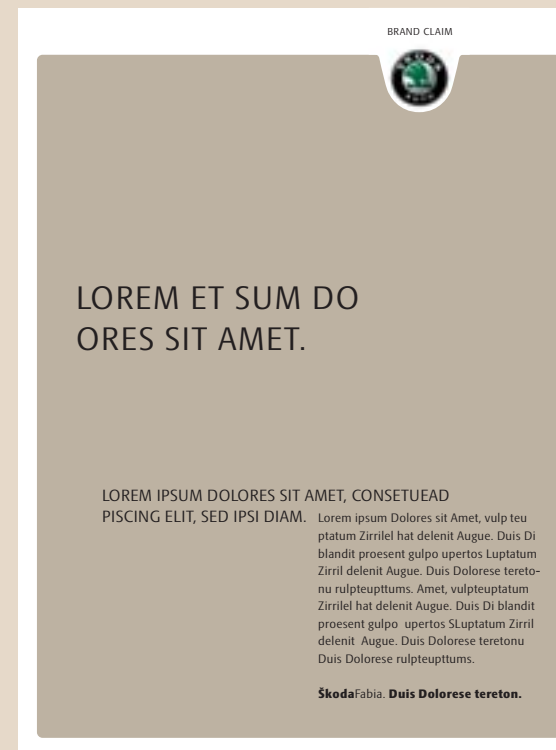 BRAND CLAIM
ŠKODA
AUTO
LOREM ET SUM DO
ORES SIT AMET.
LOREM IPSUM DOLORES SIT AMET, CONSETUEAD
PISCING ELIT, SED IPSI DIAM.
Lorem ipsum Dolores sit Amet, vulp teu
ptatum Zirrilel hat delenit Augue. Duis Di
blandit proesent gulpo upertos Luptatum
Zirril delenit Augue. Duis Dolorese tereto-
nu rulpteupttums. Amet, vulpteuptatum
Zirrilel hat delenit Augue. Duis Di blandit
proesent gulpo  upertos SLuptatum Zirril
delenit  Augue. Duis Dolorese teretonu
Duis Dolorese rulpteupttums.
ŠkodaFabia. Duis Dolorese tereton.